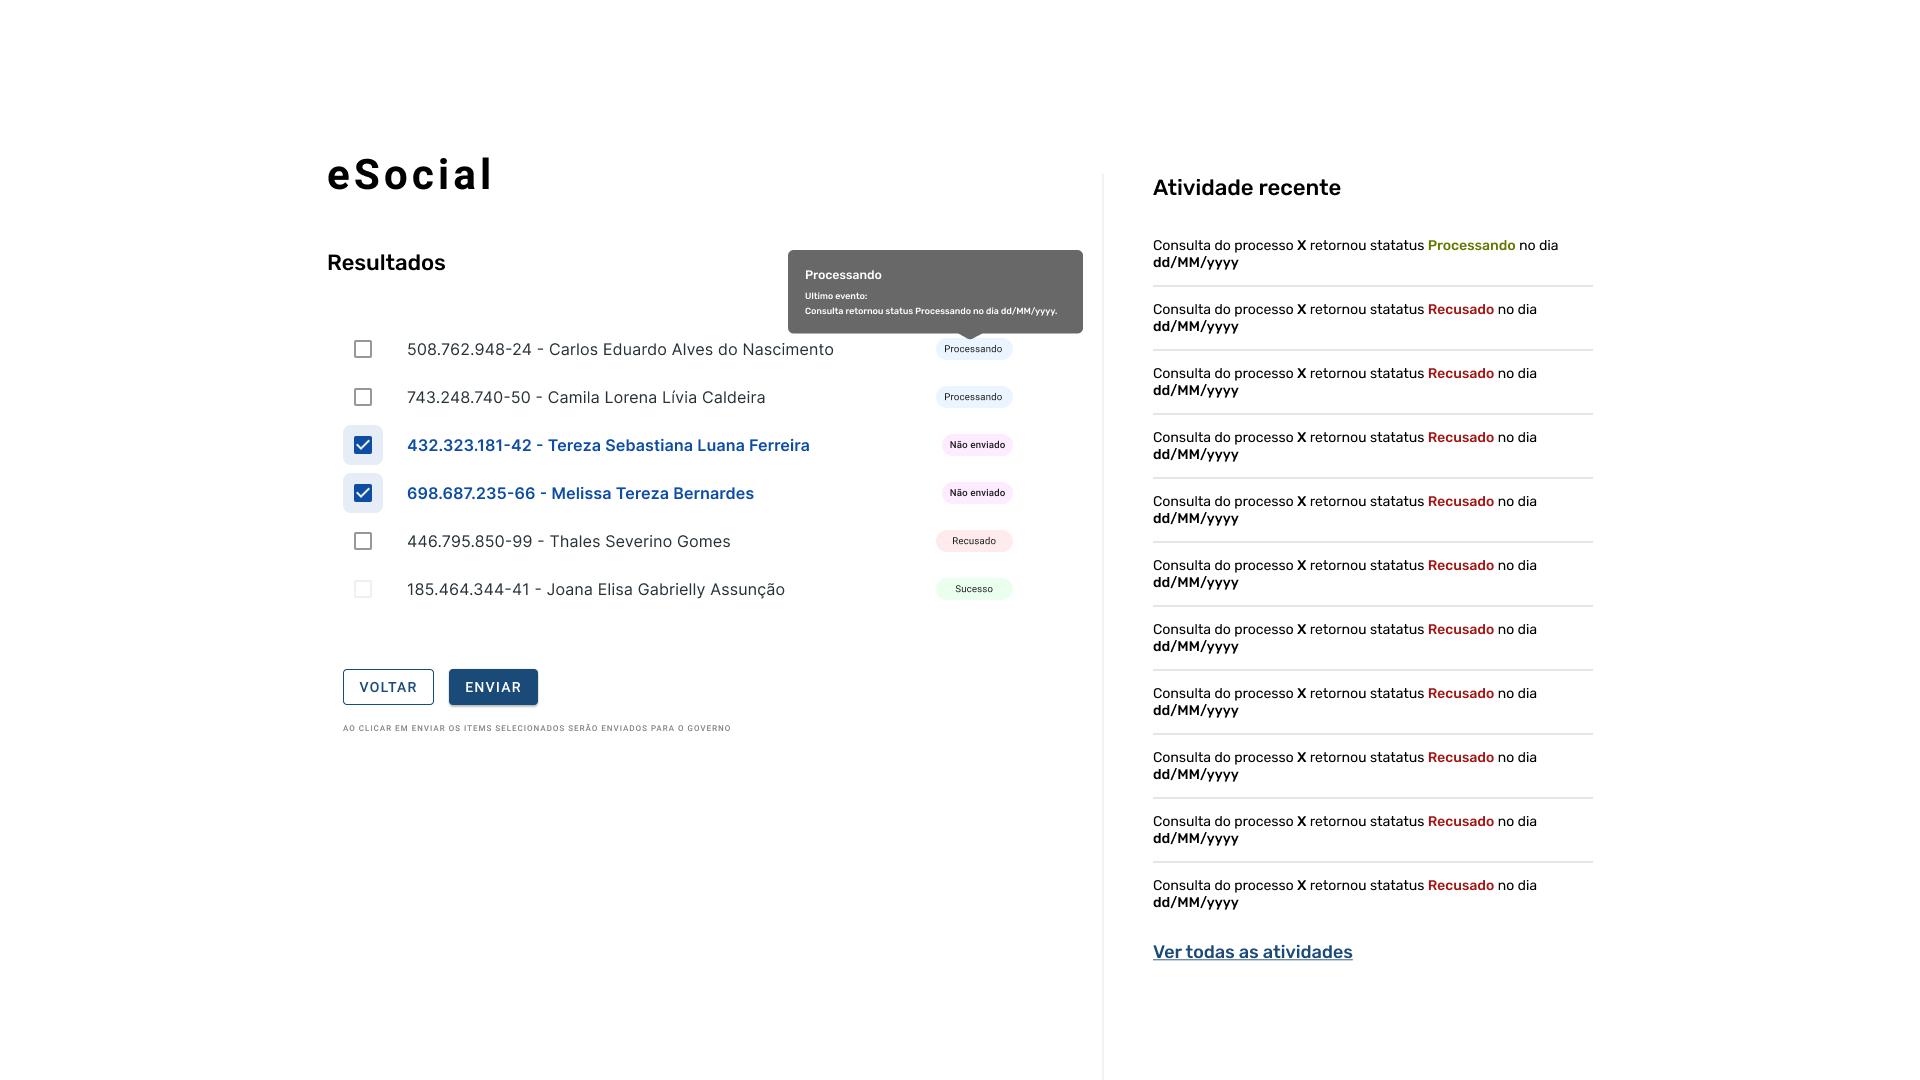 eSocial
Resultados
Processando
Ultimo evento:
Consulta retornou status Processando no dia dd/MM/yyyy.
508.762.948-24 - Carlos Eduardo Alves do Nascimento
Processando
743.248.740-50 - Camila Lorena Lívia Caldeira
Processando
432.323.181-42 - Tereza Sebastiana Luana Ferreira
Não enviado
698.687.235-66 - Melissa Tereza Bernardes
Não enviado
446.795.850-99 - Thales Severino Gomes
Recusado
185.464.344-41 - Joana Elisa Gabrielly Assunção
Sucesso
VOLTAR
ENVIAR
AO CLICAR EM ENVIAR OS ITEMS SELECIONADOS SERÃO ENVIADOS PARA O GOVERNO
Atividade recente
Consulta do processo X retornou statatus Processando no dia
dd/MM/yyyy
Consulta do processo X retornou statatus Recusado no dia
dd/MM/yyyy
Consulta do processo X retornou statatus Recusado no dia
dd/MM/yyyy
Consulta do processo X retornou statatus Recusado no dia
dd/MM/yyyy
Consulta do processo X retornou statatus Recusado no dia
dd/MM/yyyy
Consulta do processo X retornou statatus Recusado no dia
dd/MM/yyyy
Consulta do processo X retornou statatus Recusado no dia
dd/MM/yyyy
Consulta do processo X retornou statatus Recusado no dia
dd/MM/yyyy
Consulta do processo X retornou statatus Recusado no dia
dd/MM/yyyy
Consulta do processo X retornou statatus Recusado no dia
dd/MM/yyyy
Consulta do processo X retornou statatus Recusado no dia
dd/MM/yyyy
Ver todas as atividades